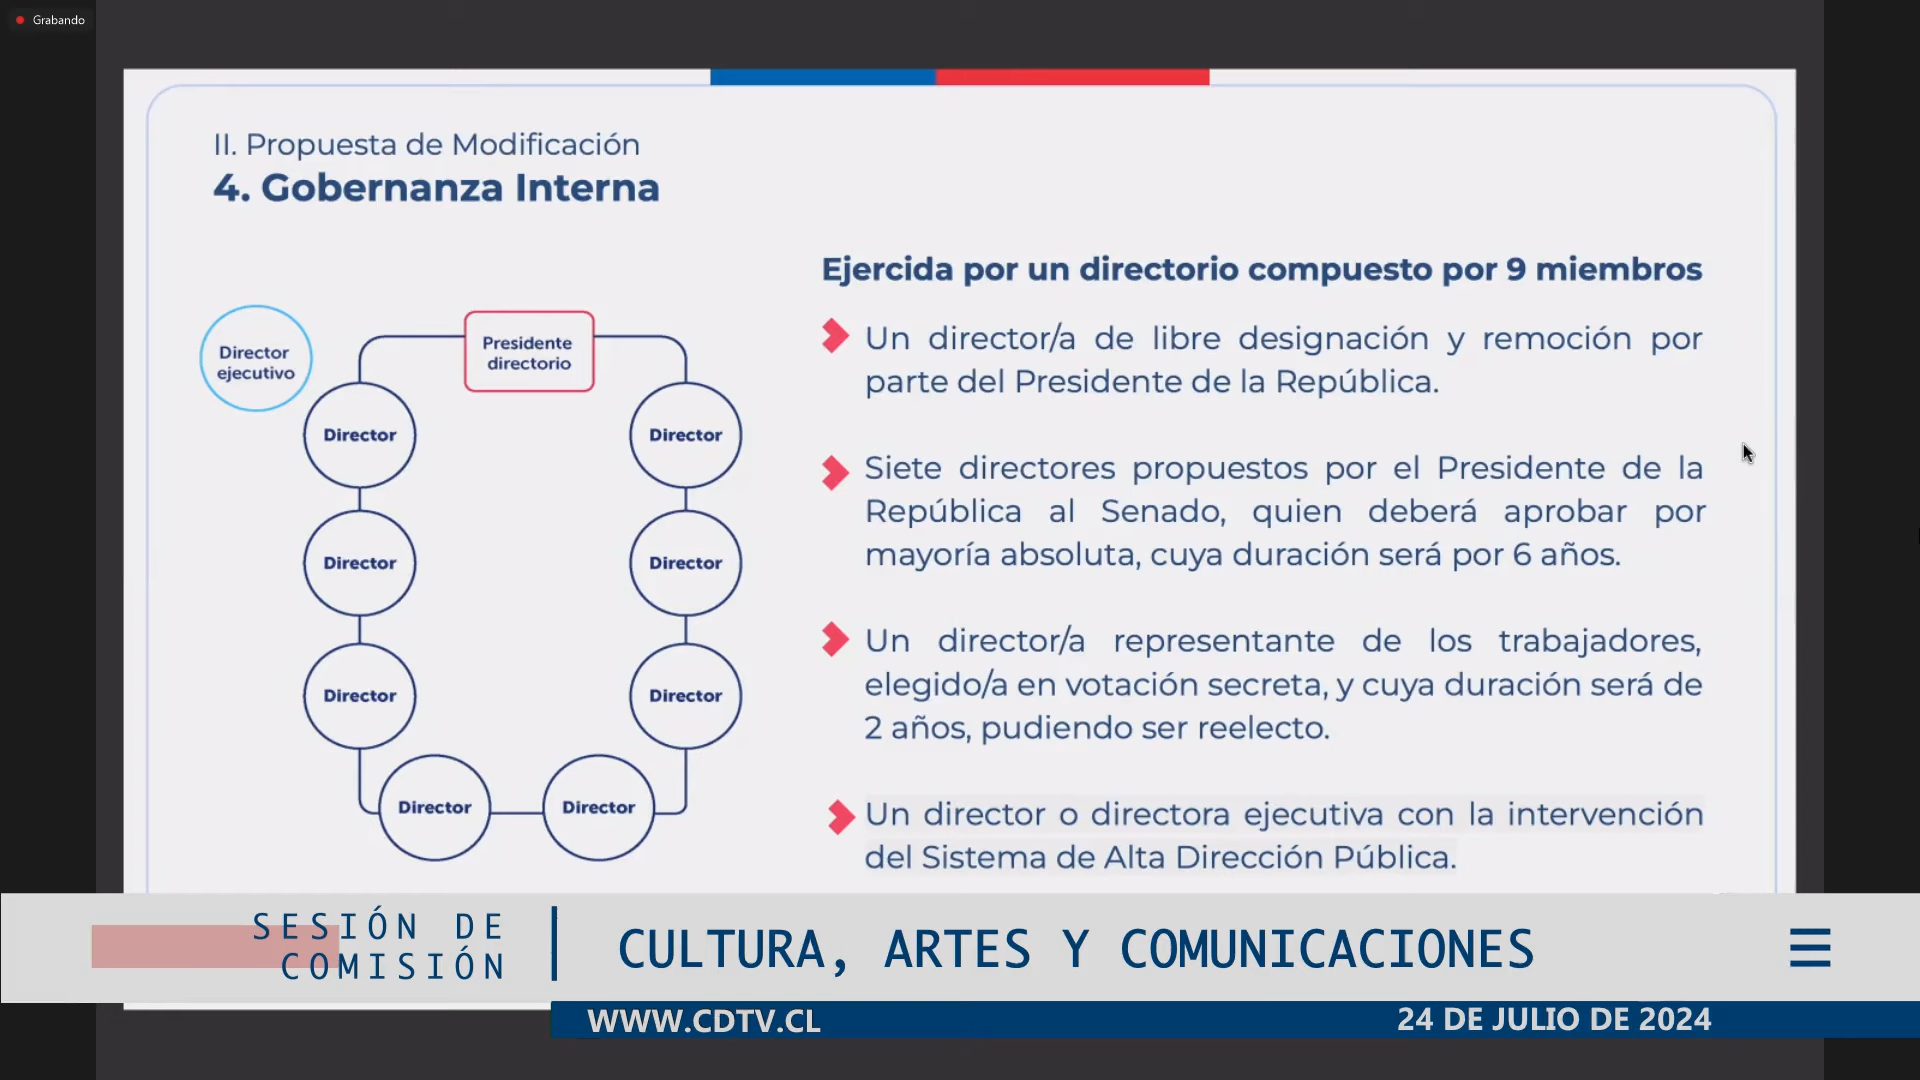 Grabando
II. Propuesta de Modificación
4. Gobernanza Interna
Director
ejecutivo
Presidente
directorio
Director
Director
Director
Director
Director
Director
Director
Director
Ejercida por un directorio compuesto por 9 miembros
Un director/a de libre designación y remoción por
parte del Presidente de la República.
Siete directores propuestos por el Presidente de la
República al Senado, quien deberá aprobar por
mayoría absoluta, cuya duración será por 6 años.
Un director/a representante de los trabajadores,
elegido/a en votación secreta, y cuya duración será de
2 años, pudiendo ser reelecto.
Un director o directora ejecutiva con la intervención
del Sistema de Alta Dirección Pública.
SESIÓN DE
COMISIÓN
CULTURA, ARTES Y COMUNICACIONES
WWW.CDTV.CL
24 DE JULIO DE 2024